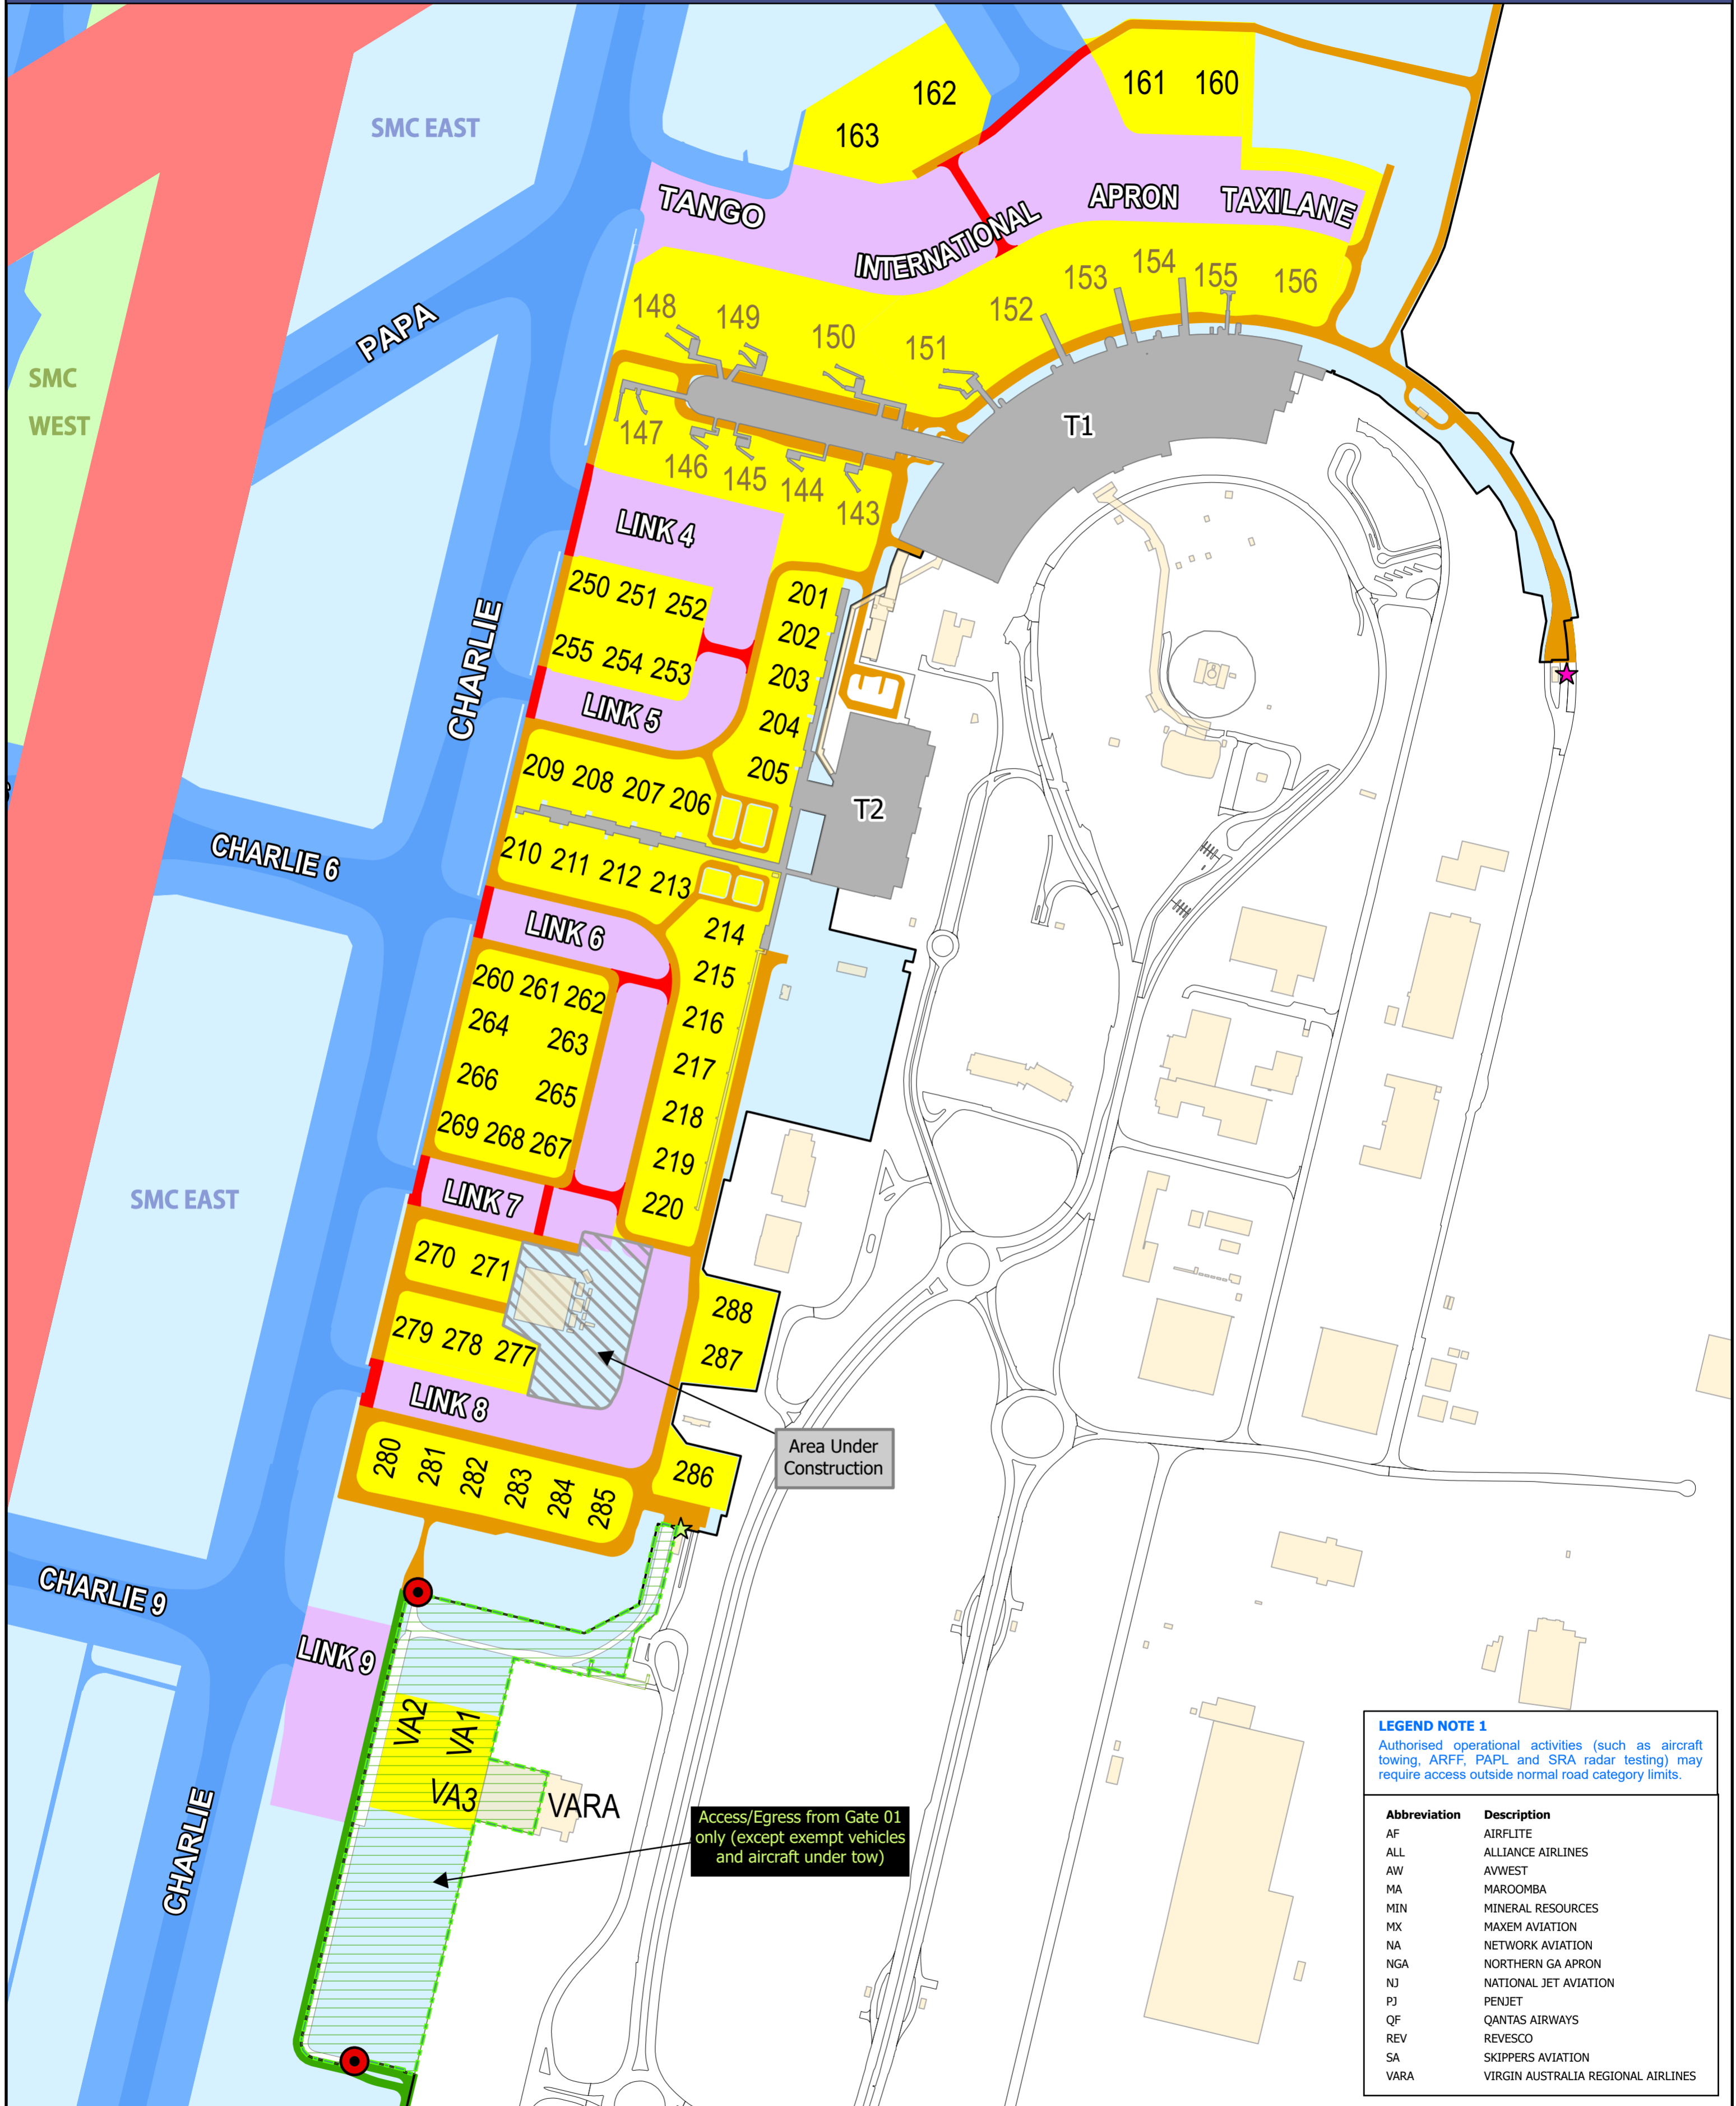 162
163
161
160
SMC EAST
TANGO
INTERNATIONAL
APRON
TAXILANE
PAPA
148
149
150
151
152
153
154
155
156
SMC
WEST
T1
147
146
145
144
143
LINK 4
250 251 252
255 254 253
201
202
203
204
205
E
CHARLIE
LINK 5
209 208 207 206
T2
CHARLIE 6
210 211 212 213
LINK 6
214
215
216
217
218
219
220
260 261 262
264
263
266
265
269 268 267
SMC EAST
LINK 7
270 271
288
287
279 278 277
LINK 8
Area Under
Construction
280
281
282
283
284
285
286
CHARLIE 9
LINK 9
VA2
VA1
VA3
VARA
CHARLIE
Access/Egress from Gate 01
only (except exempt vehicles
and aircraft under tow)
LEGEND NOTE 1
Authorised operational activities (such as aircraft
towing, ARFF, PAPL and SRA radar testing) may
require access outside normal road category limits.
Abbreviation Description
AF AIRFLITE
ALL ALLIANCE AIRLINES
AW AVWEST
MA MAROOMBA
MIN MINERAL RESOURCES
MX MAXEM AVIATION
NA NETWORK AVIATION
NGA NORTHERN GA APRON
NJ NATIONAL JET AVIATION
PJ PENJET
QF QANTAS AIRWAYS
REV REVESCO
SA SKIPPERS AVIATION
VARA VIRGIN AUSTRALIA REGIONAL AIRLINES